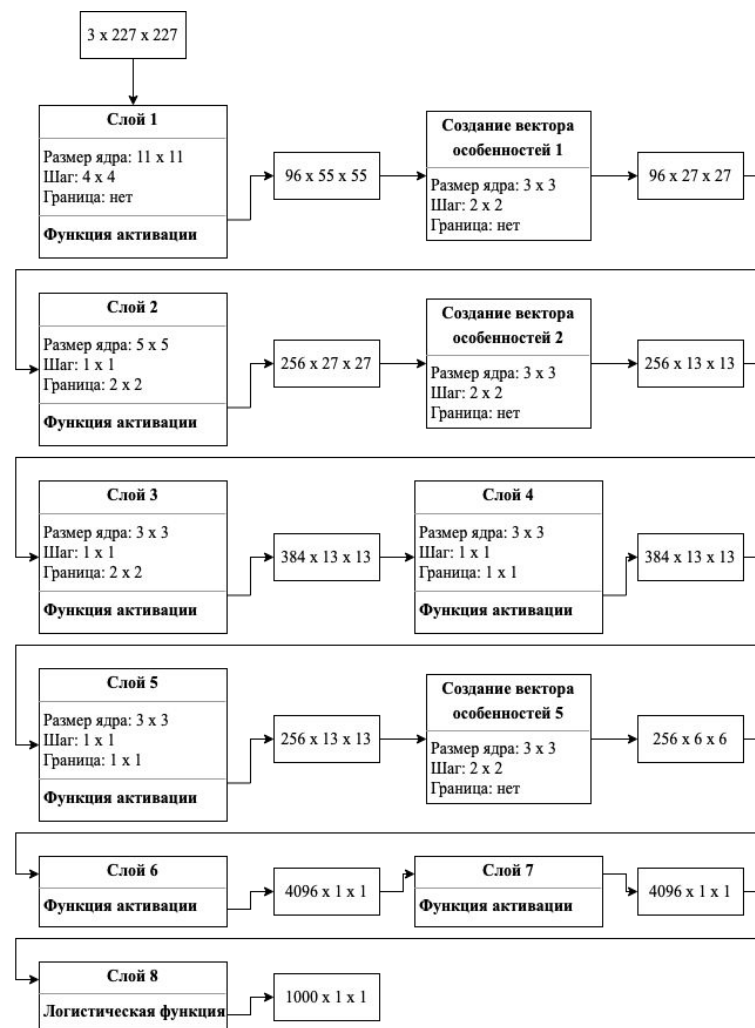 3 x 227 x 227
Слой 1
Размер ядра: 11 x 11
Шаг: 4 x 4
Граница: нет
Функция активации
96 x 55 x 55
Создание вектора
особенностей 1
Размер ядра: 3 x 3
Шаг: 2 x 2
Граница: нет
96 x 27 x 27
Слой 2
Размер ядра: 5 x 5
Шаг: 1 x 1
Граница: 2 x 2
Функция активации
256 x 27 x 27
Создание вектора
особенностей 2
Размер ядра: 3 x 3
Шаг: 2 x 2
Граница: нет
256 x 13 x 13
Слой 3
Размер ядра: 3 x 3
Шаг: 1 x 1
Граница: 2 x 2
Функция активации
384 x 13 x 13
Слой 4
Размер ядра: 3 x 3
Шаг: 1 x 1
Граница: 1 x 1
Функция активации
384 x 13 x 13
Слой 5
Размер ядра: 3 x 3
Шаг: 1 x 1
Граница: 1 x 1
Функция активации
256 x 13 x 13
Создание вектора
особенностей 5
Размер ядра: 3 x 3
Шаг: 2 x 2
Граница: нет
256 x 6 x 6
Слой 6
Функция активации
4096 x 1 x 1
Слой 7
Функция активации
4096 x 1 x 1
Слой 8
Логистическая функция
1000 x 1 x 1